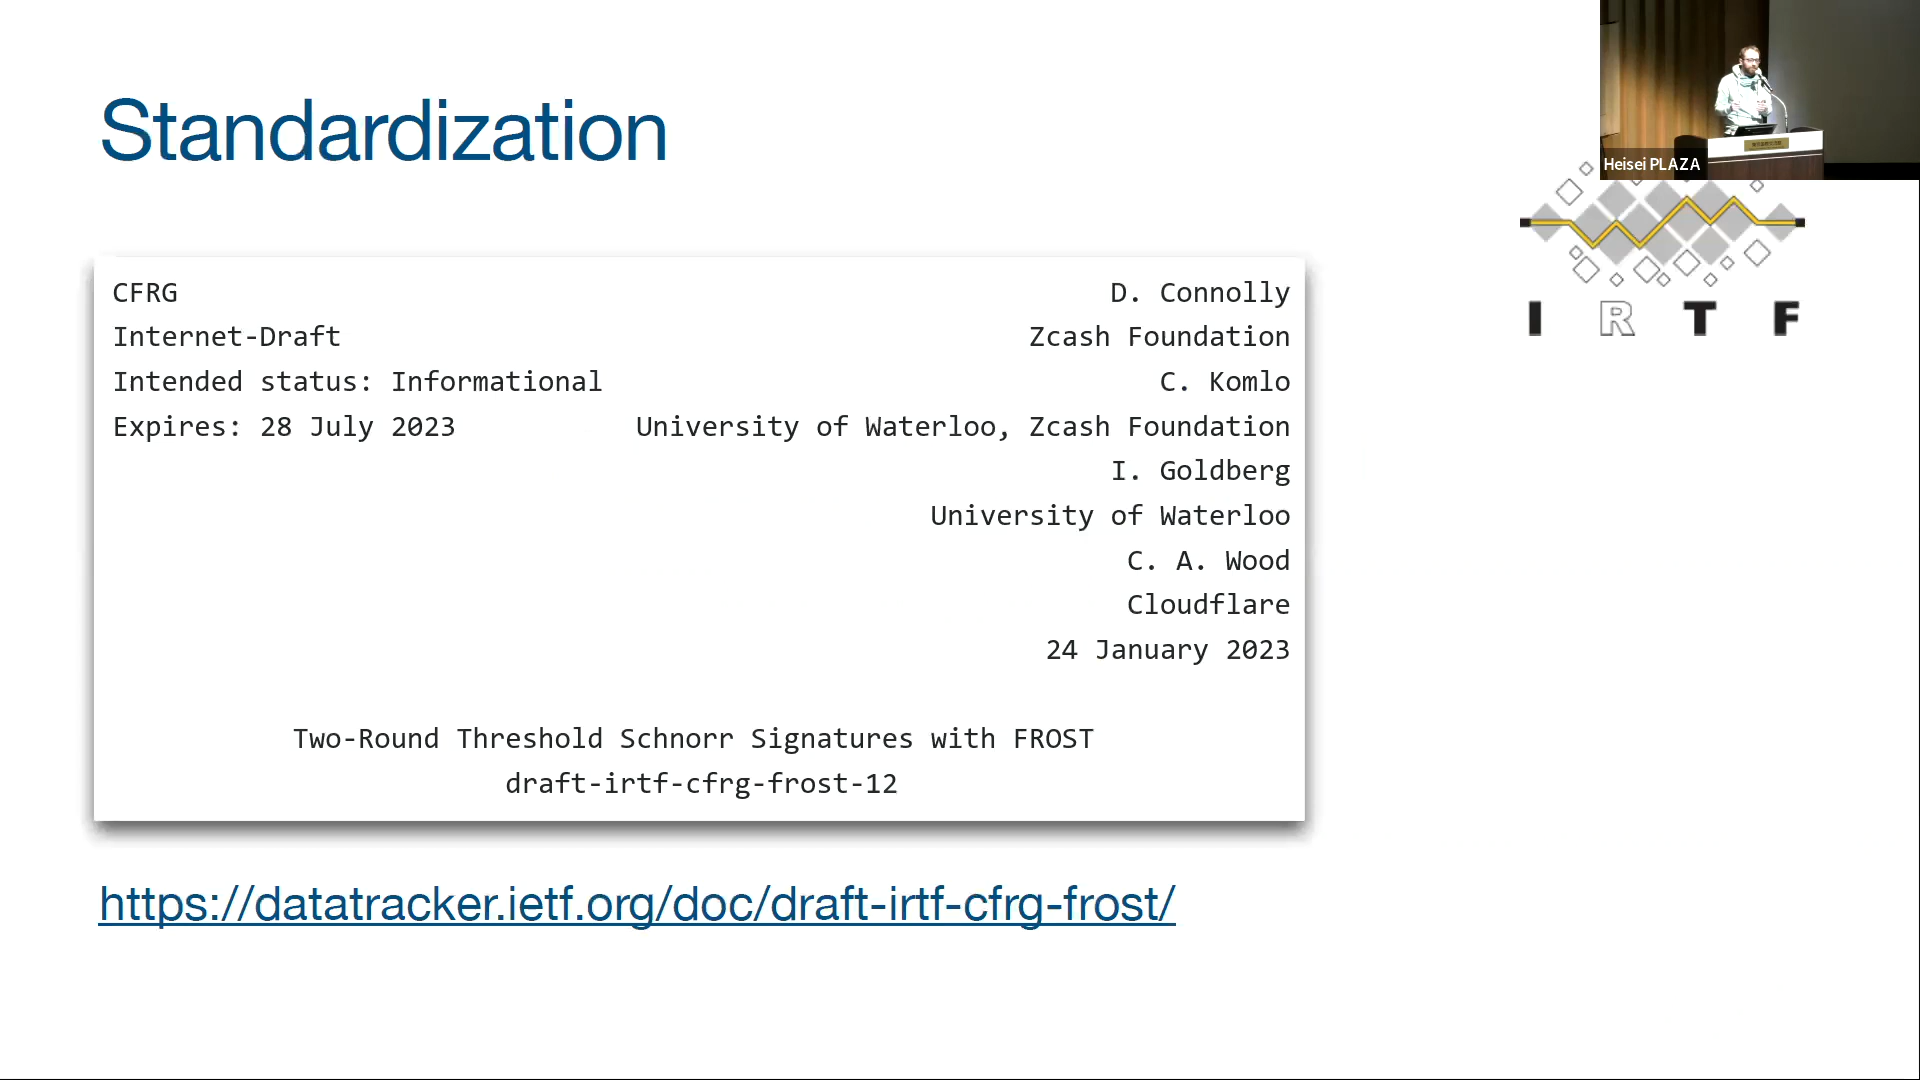 Standardization
Heisei PLAZA
I R T F
CFRG D. Connolly
Internet-Draft Zcash Foundation
Intended status: Informational C. Komlo
Expires: 28 July 2023 University of Waterloo, Zcash Foundation
I. Goldberg
University of Waterloo
C. A. Wood
Cloudflare
24 January 2023
Two-Round Threshold Schnorr Signatures with FROST
draft-irtf-cfrg-frost-12
https://datatracker.ietf.org/doc/draft-irtf-cfrg-frost/